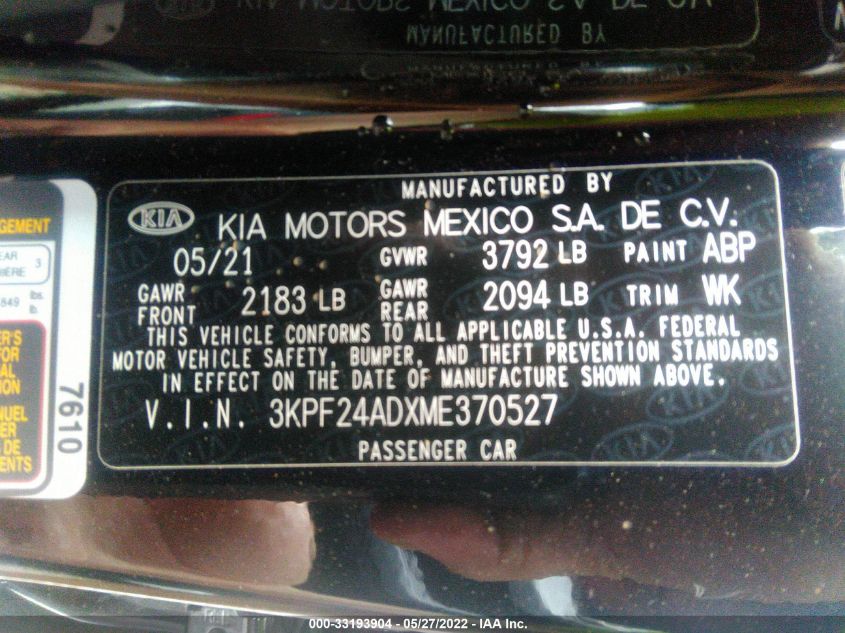 MANUFACTURED BY
KIA KIA MOTORS MEXICO S.A. DE C.V.
05/21 GVWR 3792 LB PAINT ABP
GAWR FRONT 2183 LB GAWR REAR 2094 LB TRIM WK
THIS VEHICLE CONFORMS TO ALL APPLICABLE U.S.A. FEDERAL
MOTOR VEHICLE SAFETY, BUMPER, AND THEFT PREVENTION STANDARDS
IN EFFECT ON THE DATE OF MANUFACTURE SHOWN ABOVE.
V.I.N. 3KPF24ADXME370527
PASSENGER CAR
7610
000-33193904 - 05/27/2022 - IAA Inc.